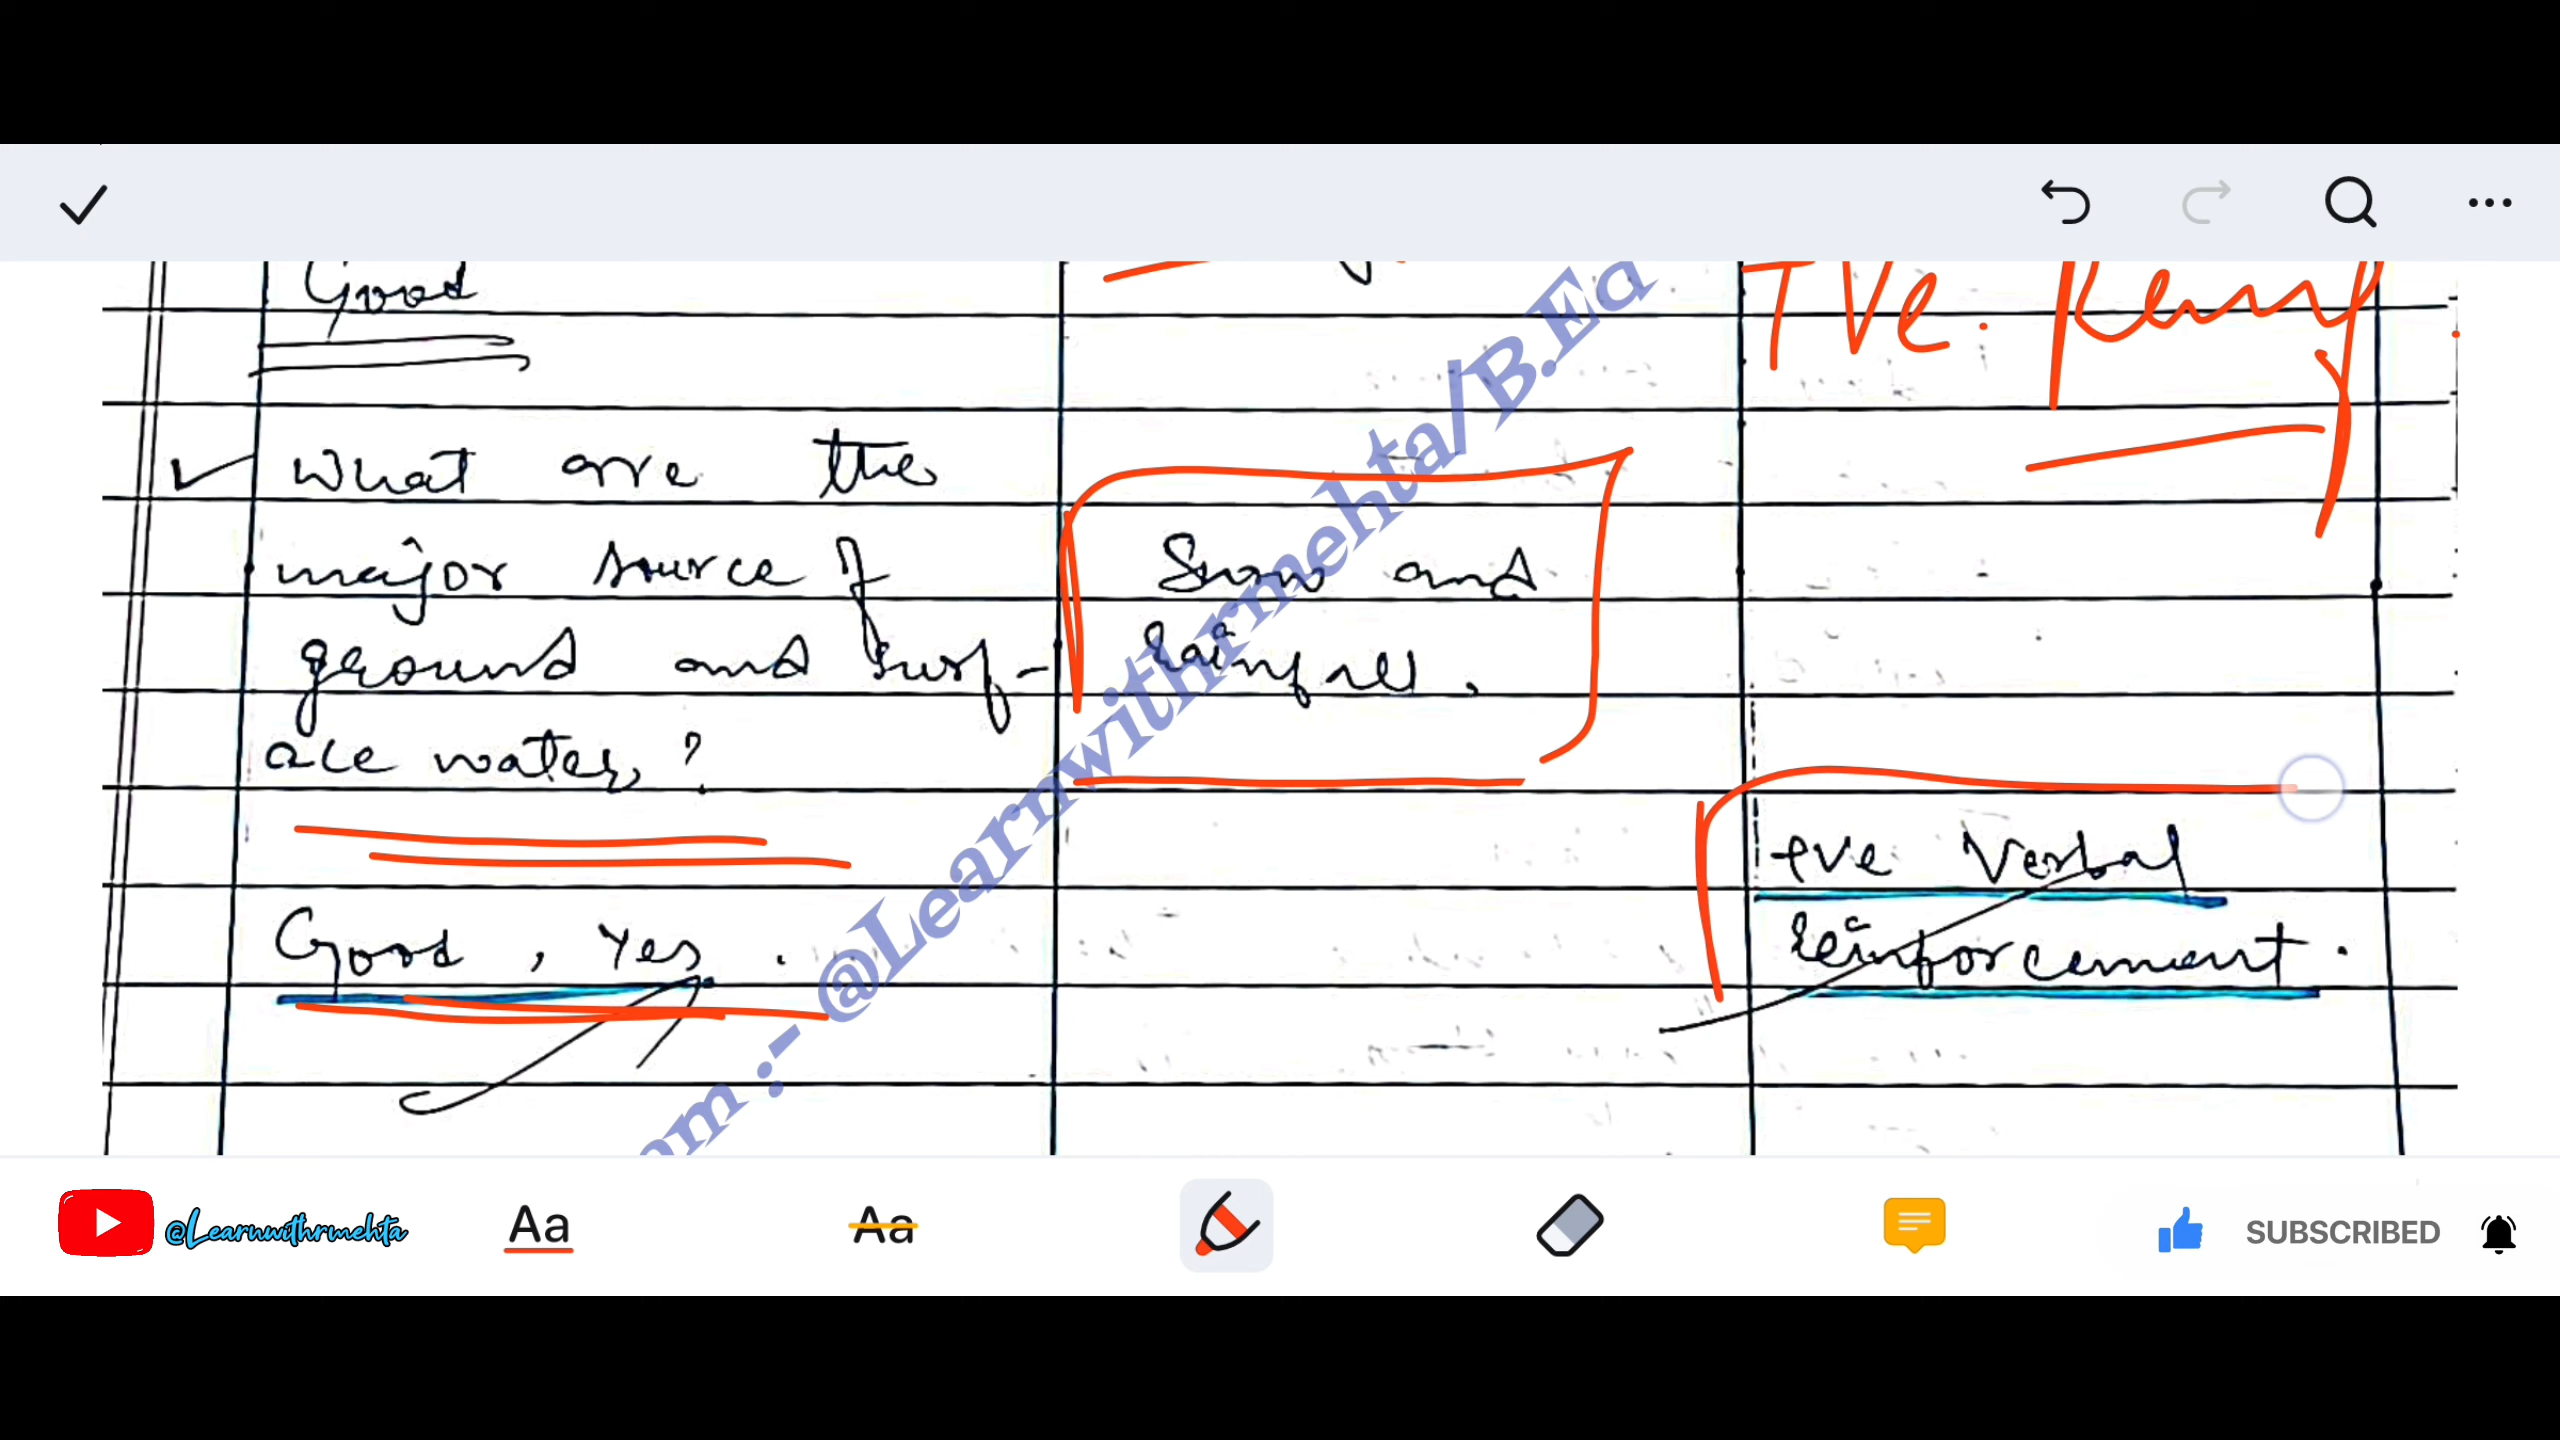 Good
+Ve. Reinf
What are the
major source of
Snow and
ground and surf-
Rainfall.
ace water?
+ve Verbal
Good, Yes.
Reinforcement.
am :- @Learnwithrmehta/B.Ed
@Learnwithrmehta
Aa
Aa
SUBSCRIBED